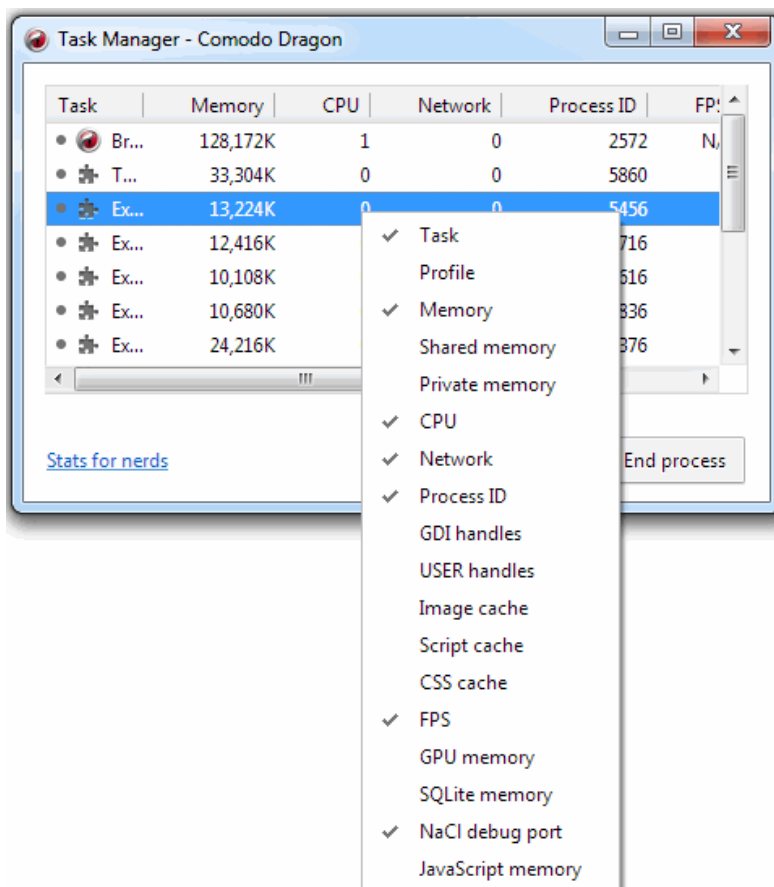 Task Manager - Comodo Dragon
Task Memory CPU Network Process ID FP
Br... 128,172K 1 0 2572 N
T... 33,304K 0 0 5860
Ex... 13,224K 0 0 5456
Ex... 12,416K 716
Ex... 10,108K 616
Ex... 10,680K 836
Ex... 24,216K 376
Stats for nerds
End process
Task
Profile
Memory
Shared memory
Private memory
CPU
Network
Process ID
GDI handles
USER handles
Image cache
Script cache
CSS cache
FPS
GPU memory
SQLite memory
NaCl debug port
JavaScript memory